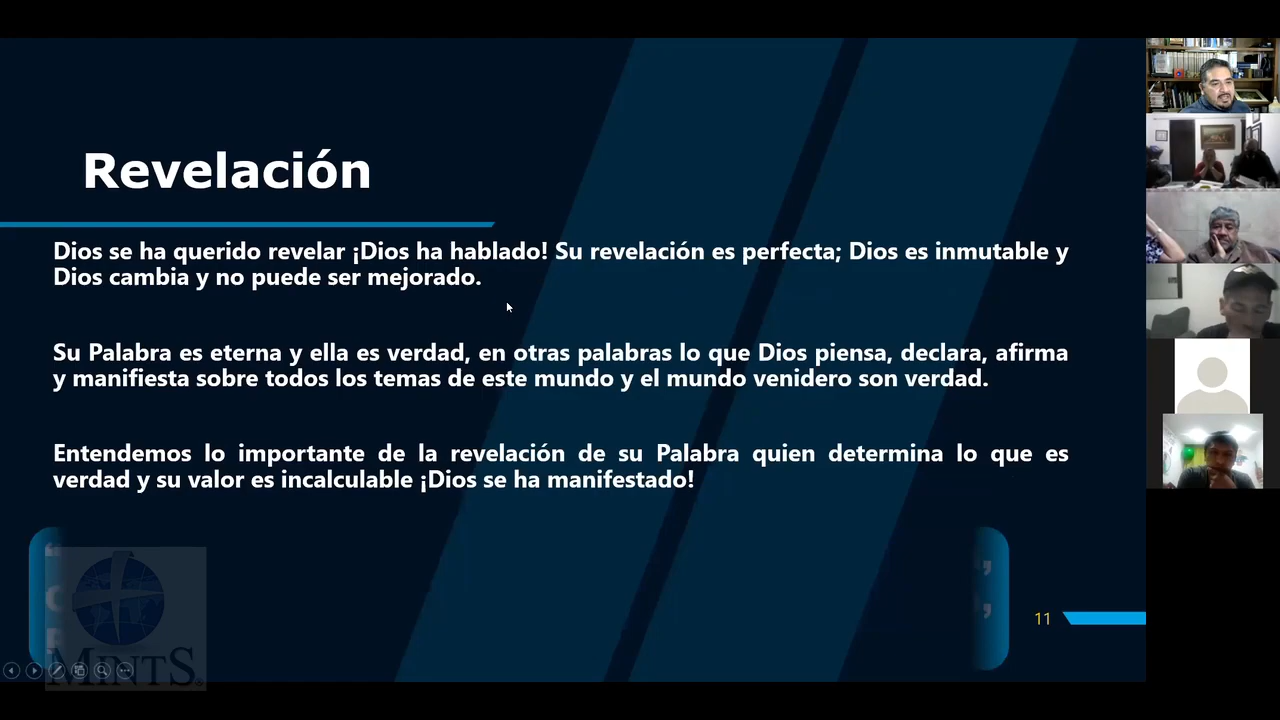 Revelación
Dios se ha querido revelar ¡Dios ha hablado! Su revelación es perfecta; Dios es inmutable y
Dios cambia y no puede ser mejorado.
Su Palabra es eterna y ella es verdad, en otras palabras lo que Dios piensa, declara, afirma
y manifiesta sobre todos los temas de este mundo y el mundo venidero son verdad.
Entendemos lo importante de la revelación de su Palabra quien determina lo que es
verdad y su valor es incalculable ¡Dios se ha manifestado!
11
MINTS